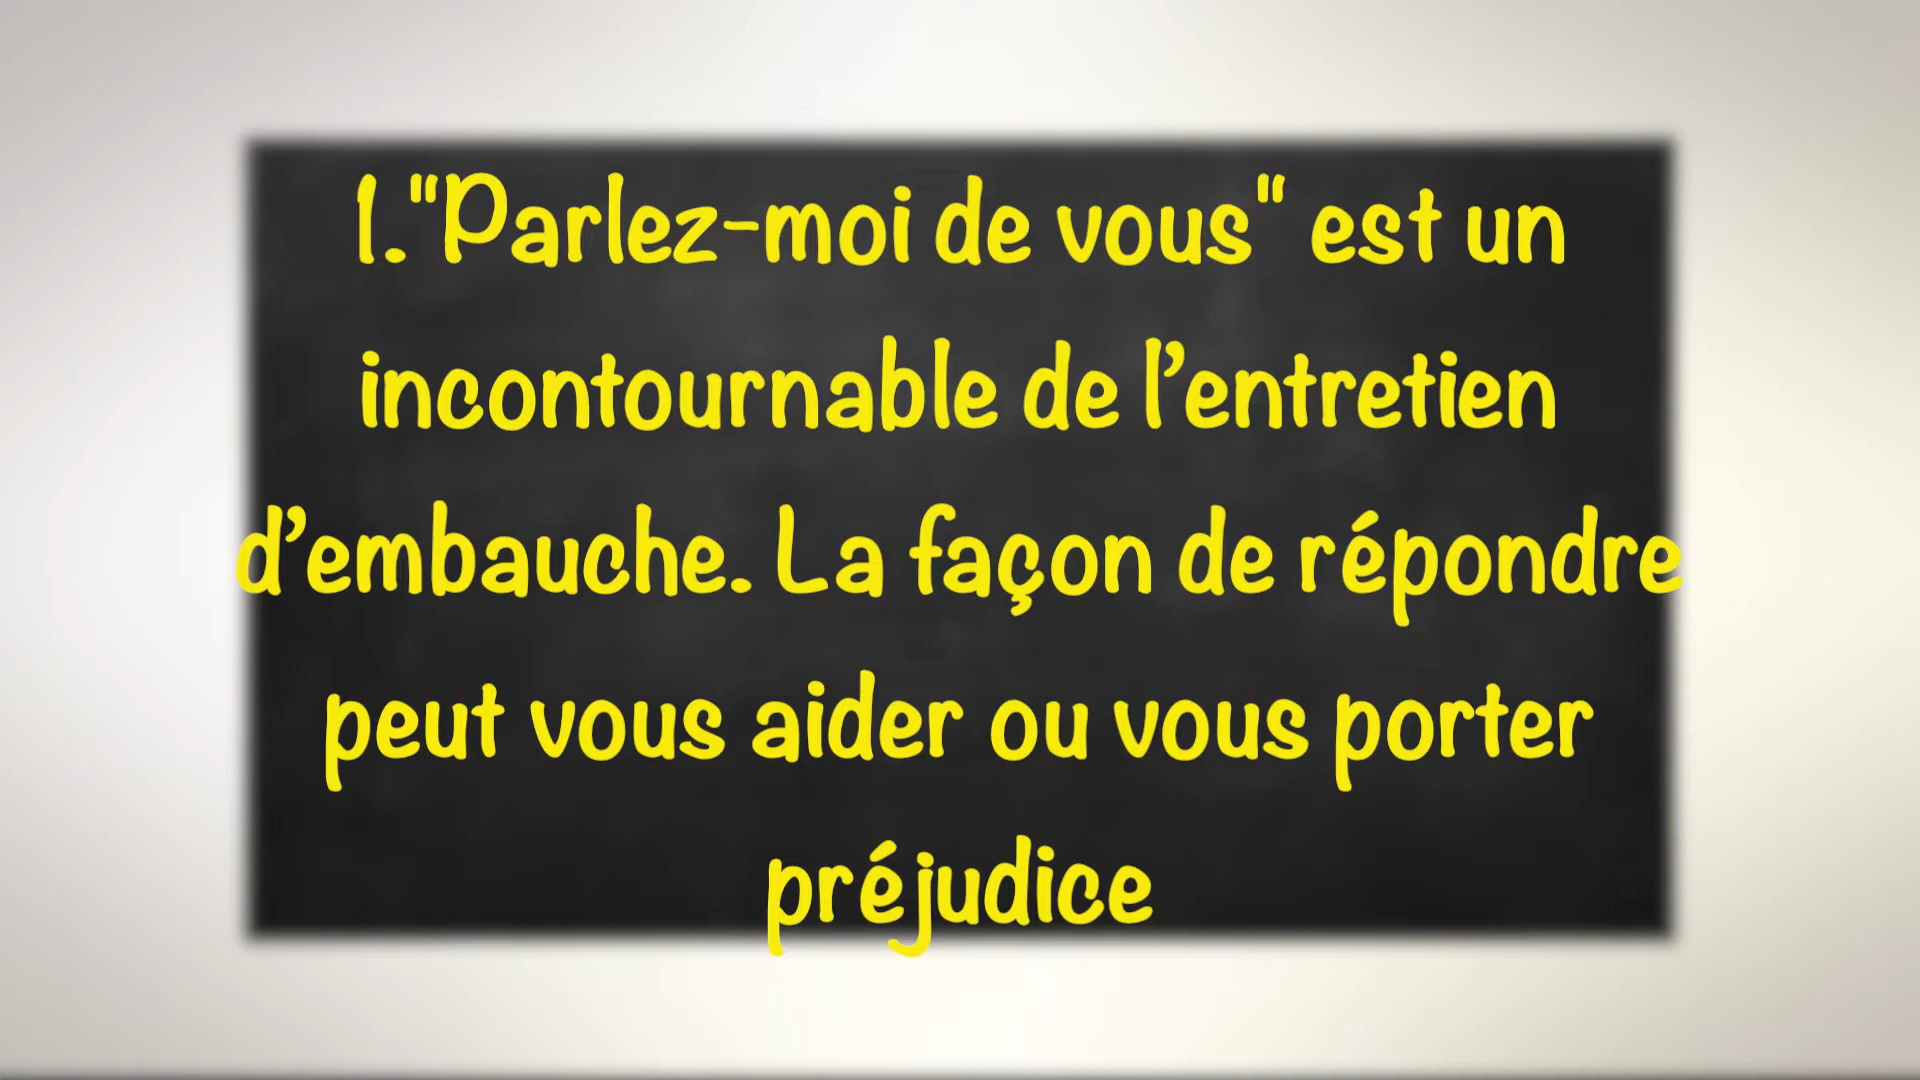 1."Parlez-moi de vous" est un
incontournable de l’entretien
d’embauche. La façon de répondre
peut vous aider ou vous porter
préjudice